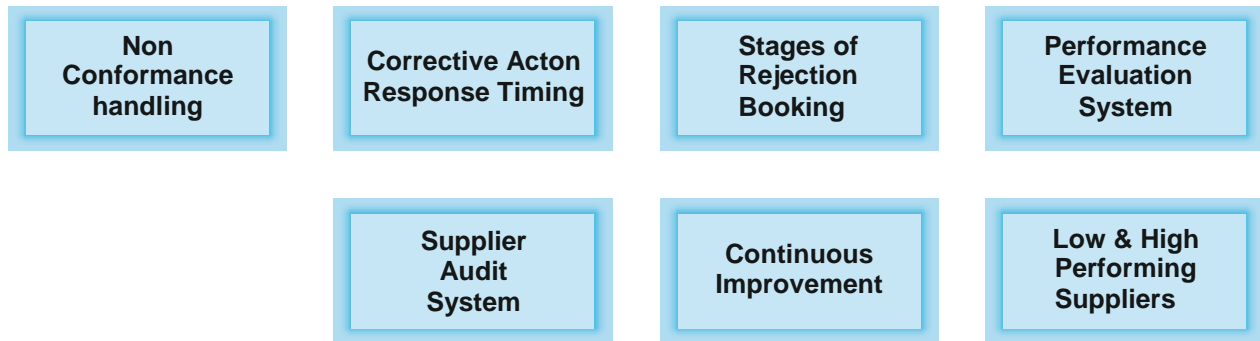 Non
Conformance
handling
Corrective Acton
Response Timing
Stages of
Rejection
Booking
Performance
Evaluation
System
Supplier
Audit
System
Continuous
Improvement
Low & High
Performing
Suppliers